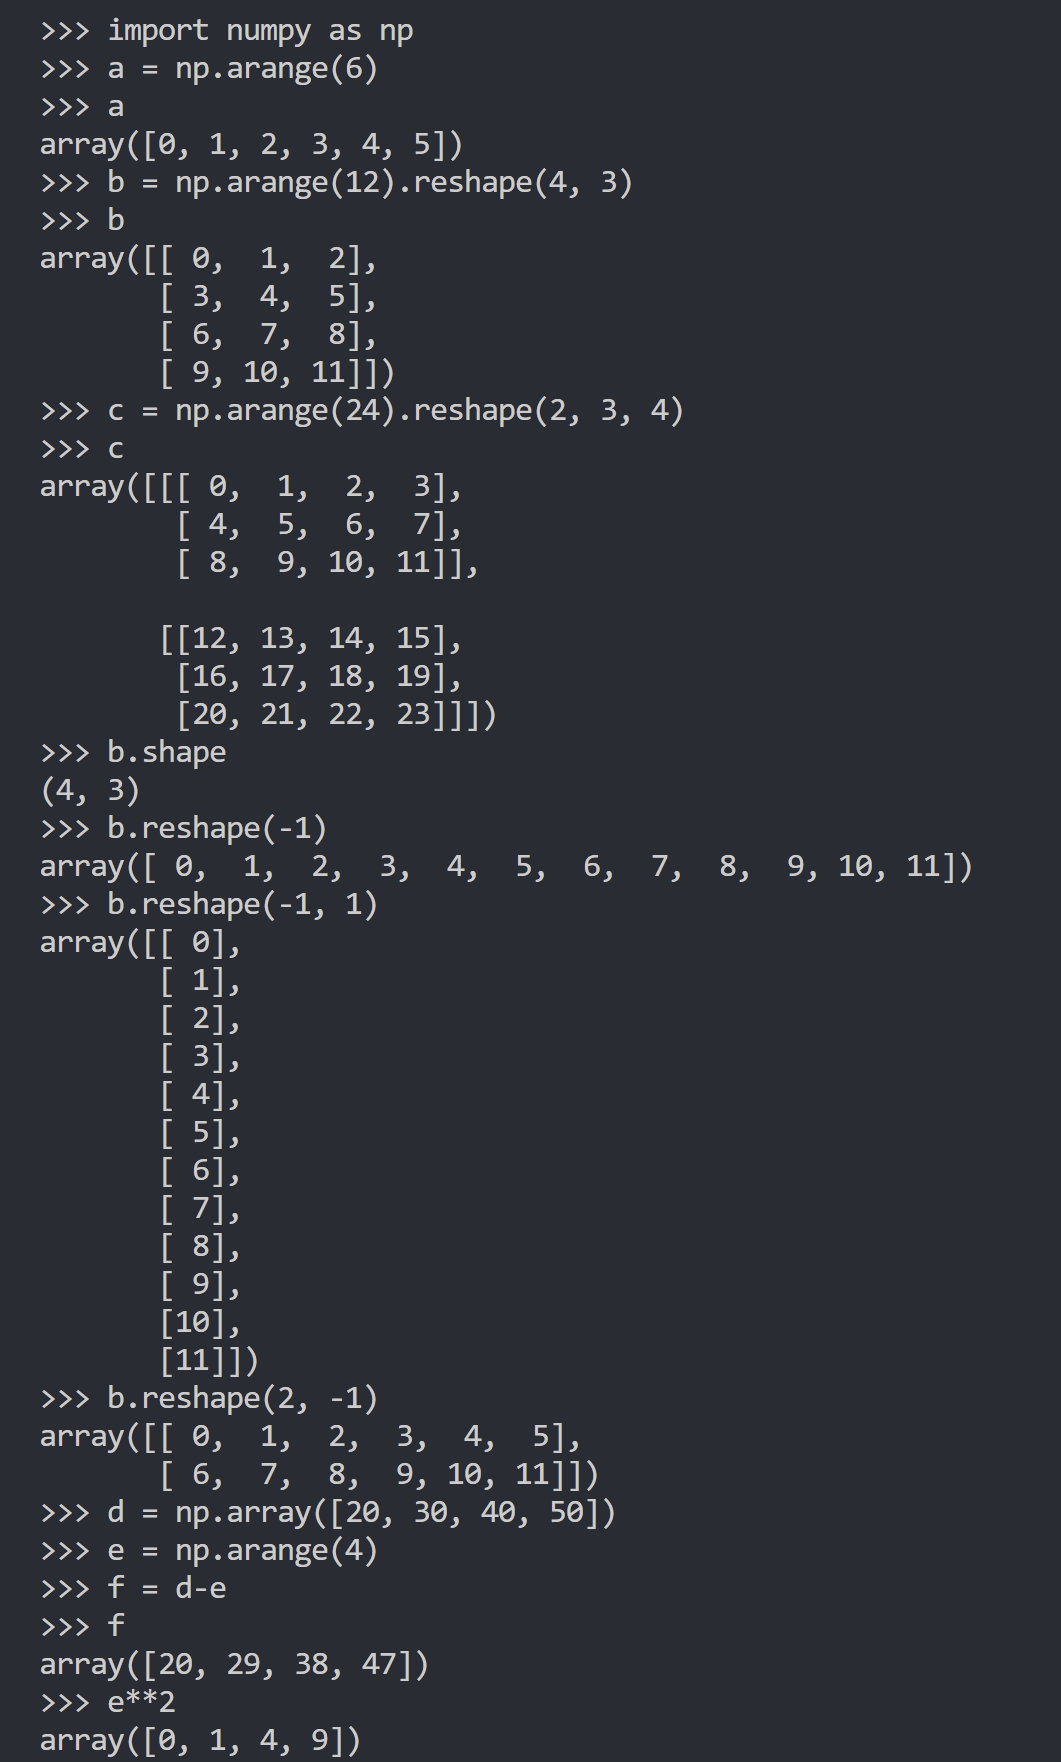 >>> import numpy as np
>>> a = np.arange(6)
>>> a
array([0, 1, 2, 3, 4, 5])
>>> b = np.arange(12).reshape(4, 3)
>>> b
array([[ 0,  1,  2],
       [ 3,  4,  5],
       [ 6,  7,  8],
       [ 9, 10, 11]])
>>> c = np.arange(24).reshape(2, 3, 4)
>>> c
array([[[ 0,  1,  2,  3],
        [ 4,  5,  6,  7],
        [ 8,  9, 10, 11]],

       [[12, 13, 14, 15],
        [16, 17, 18, 19],
        [20, 21, 22, 23]]])
>>> b.shape
(4, 3)
>>> b.reshape(-1)
array([ 0,  1,  2,  3,  4,  5,  6,  7,  8,  9, 10, 11])
>>> b.reshape(-1, 1)
array([[ 0],
       [ 1],
       [ 2],
       [ 3],
       [ 4],
       [ 5],
       [ 6],
       [ 7],
       [ 8],
       [ 9],
       [10],
       [11]])
>>> b.reshape(2, -1)
array([[ 0,  1,  2,  3,  4,  5],
       [ 6,  7,  8,  9, 10, 11]])
>>> d = np.array([20, 30, 40, 50])
>>> e = np.arange(4)
>>> f = d-e
>>> f
array([20, 29, 38, 47])
>>> e**2
array([0, 1, 4, 9])